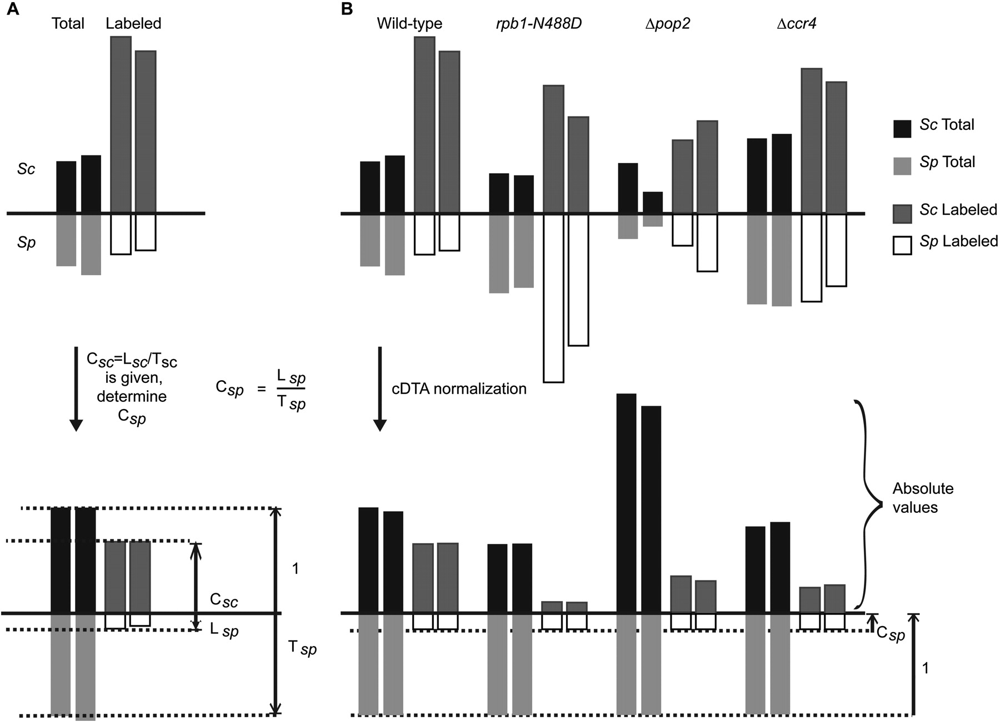 A
Total Labeled
Sc
Sp
Csc=Lsc/Tsc
is given,
determine
Csp
Csp = Lsp
Tsp
1
Csc
Lsp
Tsp
B
Wild-type rpb1-N488D Δpop2 Δccr4
Sc Total
Sp Total
Sc Labeled
Sp Labeled
cDTA normalization
Absolute
values
Csp
1